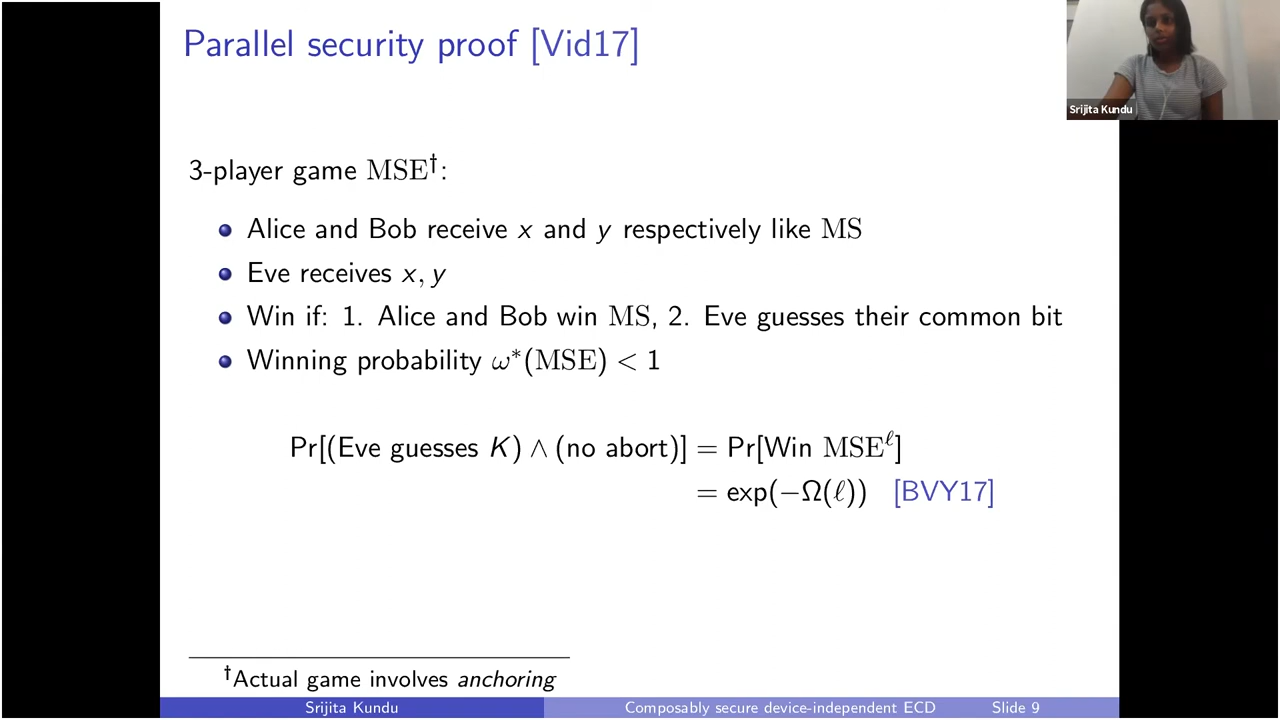 Parallel security proof [Vid17]
Srijita Kundu
3-player game MSE†:
Alice and Bob receive x and y respectively like MS
Eve receives x, y
Win if: 1. Alice and Bob win MS, 2. Eve guesses their common bit
Winning probability ω*(MSE) < 1
Pr[(Eve guesses K) ∧ (no abort)] = Pr[Win MSEˡ]
= exp(−Ω(ℓ)) [BVY17]
†Actual game involves anchoring
Srijita Kundu Composably secure device-independent ECD Slide 9